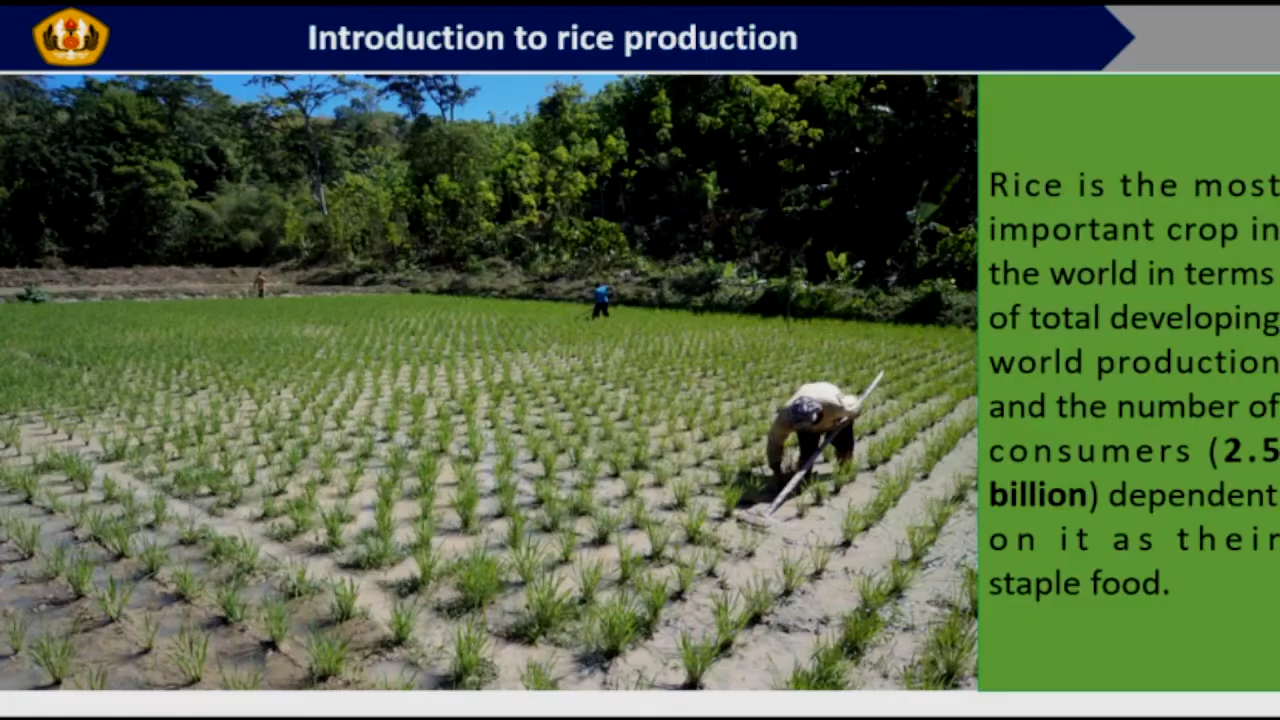 Introduction to rice production
Rice is the most
important crop in
the world in terms
of total developing
world production
and the number of
consumers (2.5
billion) dependent
on it as their
staple food.